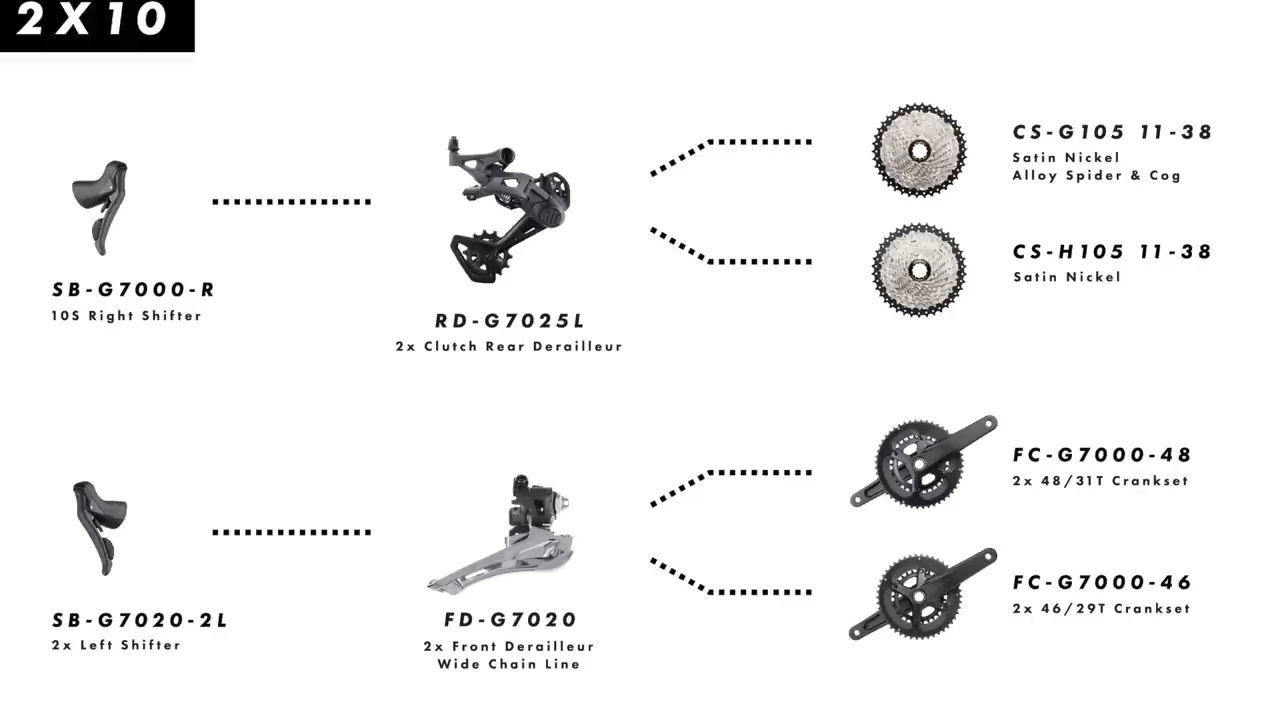 2X10
SB-G7000-R
10S Right Shifter
RD-G7025L
2x Clutch Rear Derailleur
CS-G105 11-38
Satin Nickel
Alloy Spider & Cog
CS-H105 11-38
Satin Nickel
SB-G7020-2L
2x Left Shifter
FD-G7020
2x Front Derailleur
Wide Chain Line
FC-G7000-48
2x 48/31T Crankset
FC-G7000-46
2x 46/29T Crankset